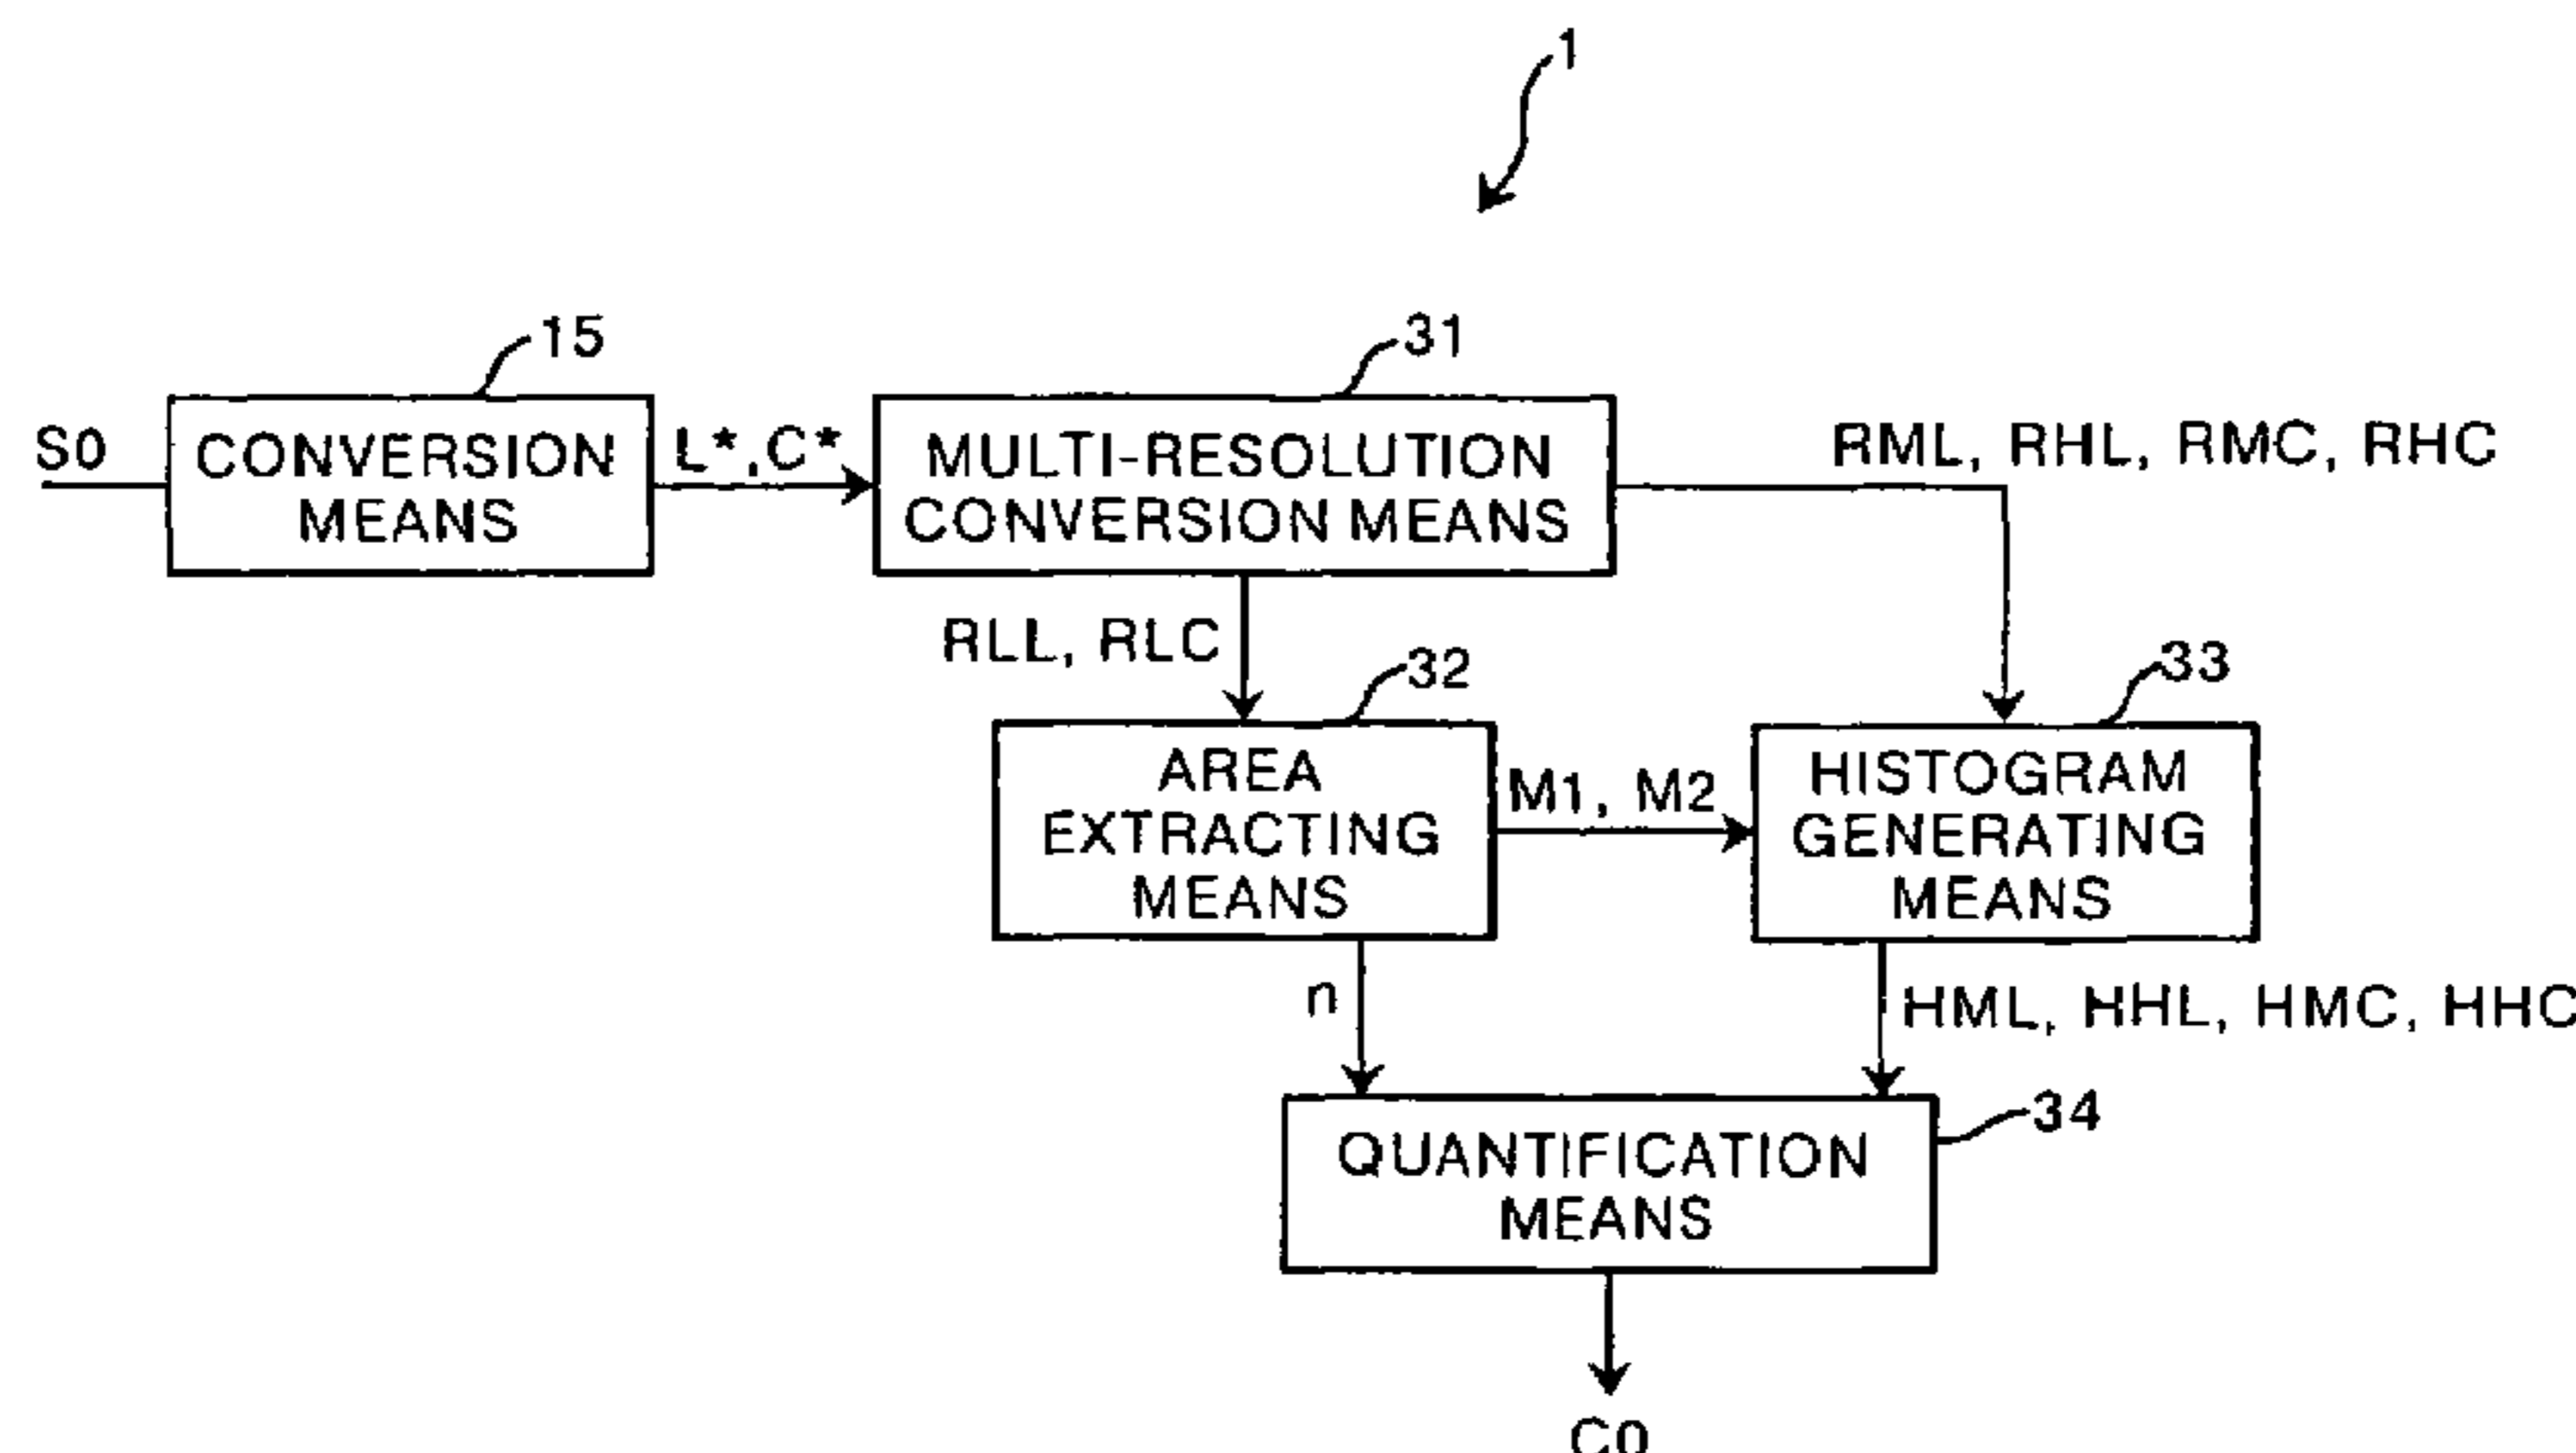 1
15
31
S0
CONVERSION
MEANS
L*,C*
MULTI-RESOLUTION
CONVERSION MEANS
RML, RHL, RMC, RHC
RLL, RLC
32
33
AREA
EXTRACTING
MEANS
M1, M2
HISTOGRAM
GENERATING
MEANS
n
HML, HHL, HMC, HHC
34
QUANTIFICATION
MEANS
C0